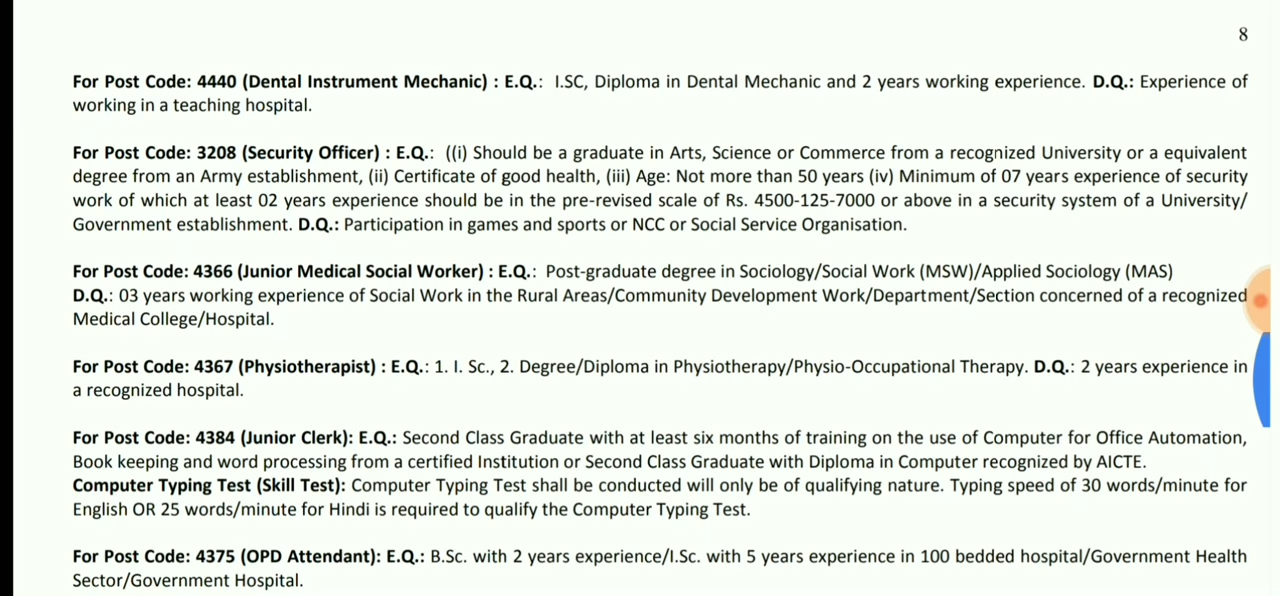 8
For Post Code: 4440 (Dental Instrument Mechanic) : E.Q.: I.SC, Diploma in Dental Mechanic and 2 years working experience. D.Q.: Experience of
working in a teaching hospital.
For Post Code: 3208 (Security Officer) : E.Q.: ((i) Should be a graduate in Arts, Science or Commerce from a recognized University or a equivalent
degree from an Army establishment, (ii) Certificate of good health, (iii) Age: Not more than 50 years (iv) Minimum of 07 years experience of security
work of which at least 02 years experience should be in the pre-revised scale of Rs. 4500-125-7000 or above in a security system of a University/
Government establishment. D.Q.: Participation in games and sports or NCC or Social Service Organisation.
For Post Code: 4366 (Junior Medical Social Worker) : E.Q.: Post-graduate degree in Sociology/Social Work (MSW)/Applied Sociology (MAS)
D.Q.: 03 years working experience of Social Work in the Rural Areas/Community Development Work/Department/Section concerned of a recognized
Medical College/Hospital.
For Post Code: 4367 (Physiotherapist) : E.Q.: 1. I. Sc., 2. Degree/Diploma in Physiotherapy/Physio-Occupational Therapy. D.Q.: 2 years experience in
a recognized hospital.
For Post Code: 4384 (Junior Clerk): E.Q.: Second Class Graduate with at least six months of training on the use of Computer for Office Automation,
Book keeping and word processing from a certified Institution or Second Class Graduate with Diploma in Computer recognized by AICTE.
Computer Typing Test (Skill Test): Computer Typing Test shall be conducted will only be of qualifying nature. Typing speed of 30 words/minute for
English OR 25 words/minute for Hindi is required to qualify the Computer Typing Test.
For Post Code: 4375 (OPD Attendant): E.Q.: B.Sc. with 2 years experience/I.Sc. with 5 years experience in 100 bedded hospital/Government Health
Sector/Government Hospital.